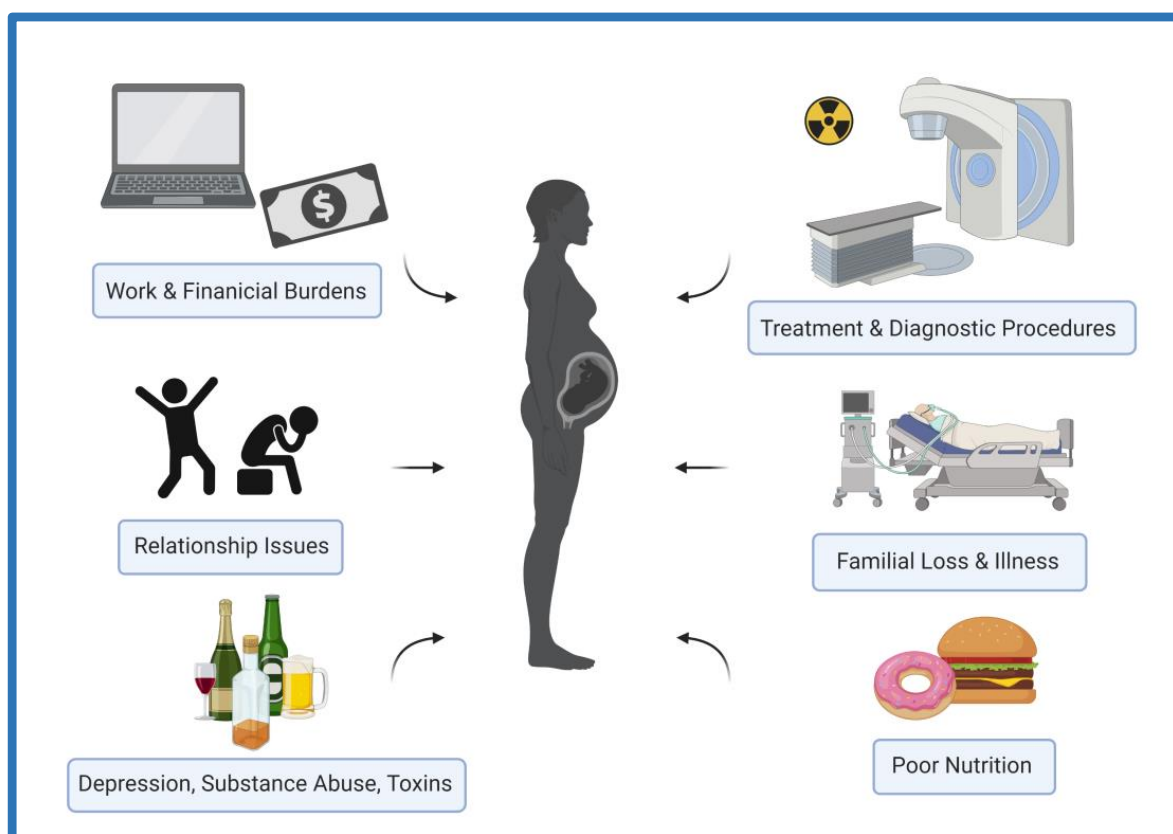 $
Work & Finanicial Burdens
Treatment & Diagnostic Procedures
Relationship Issues
Familial Loss & Illness
Depression, Substance Abuse, Toxins
Poor Nutrition